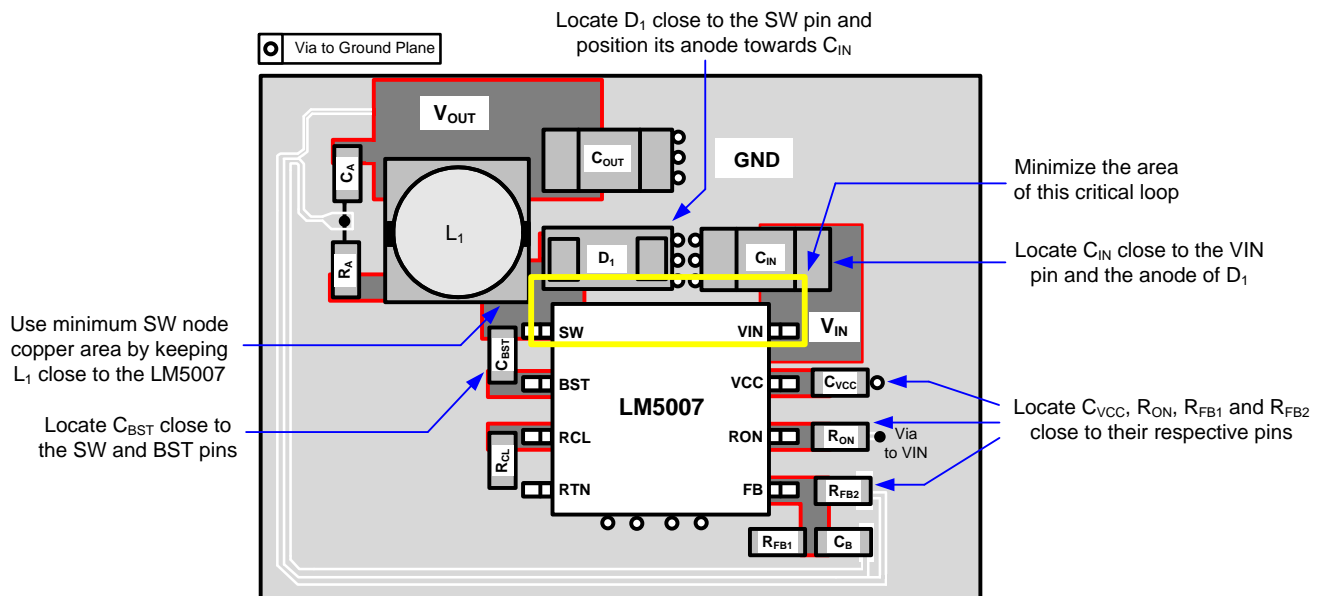 Locate D1 close to the SW pin and
position its anode towards CIN
Via to Ground Plane
VOUT
COUT
GND
CA
Minimize the area
of this critical loop
L1
D1
CIN
RA
Locate CIN close to the VIN
pin and the anode of D1
Use minimum SW node
copper area by keeping
L1 close to the LM5007
SW
VIN
VIN
CBST
BST
VCC
CVCC
LM5007
Locate CBST close to
the SW and BST pins
Locate CVCC, RON, RFB1 and RFB2
close to their respective pins
RCL
RON
RON
Via
to VIN
RCL
RTN
FB
RFB2
RFB1
CB